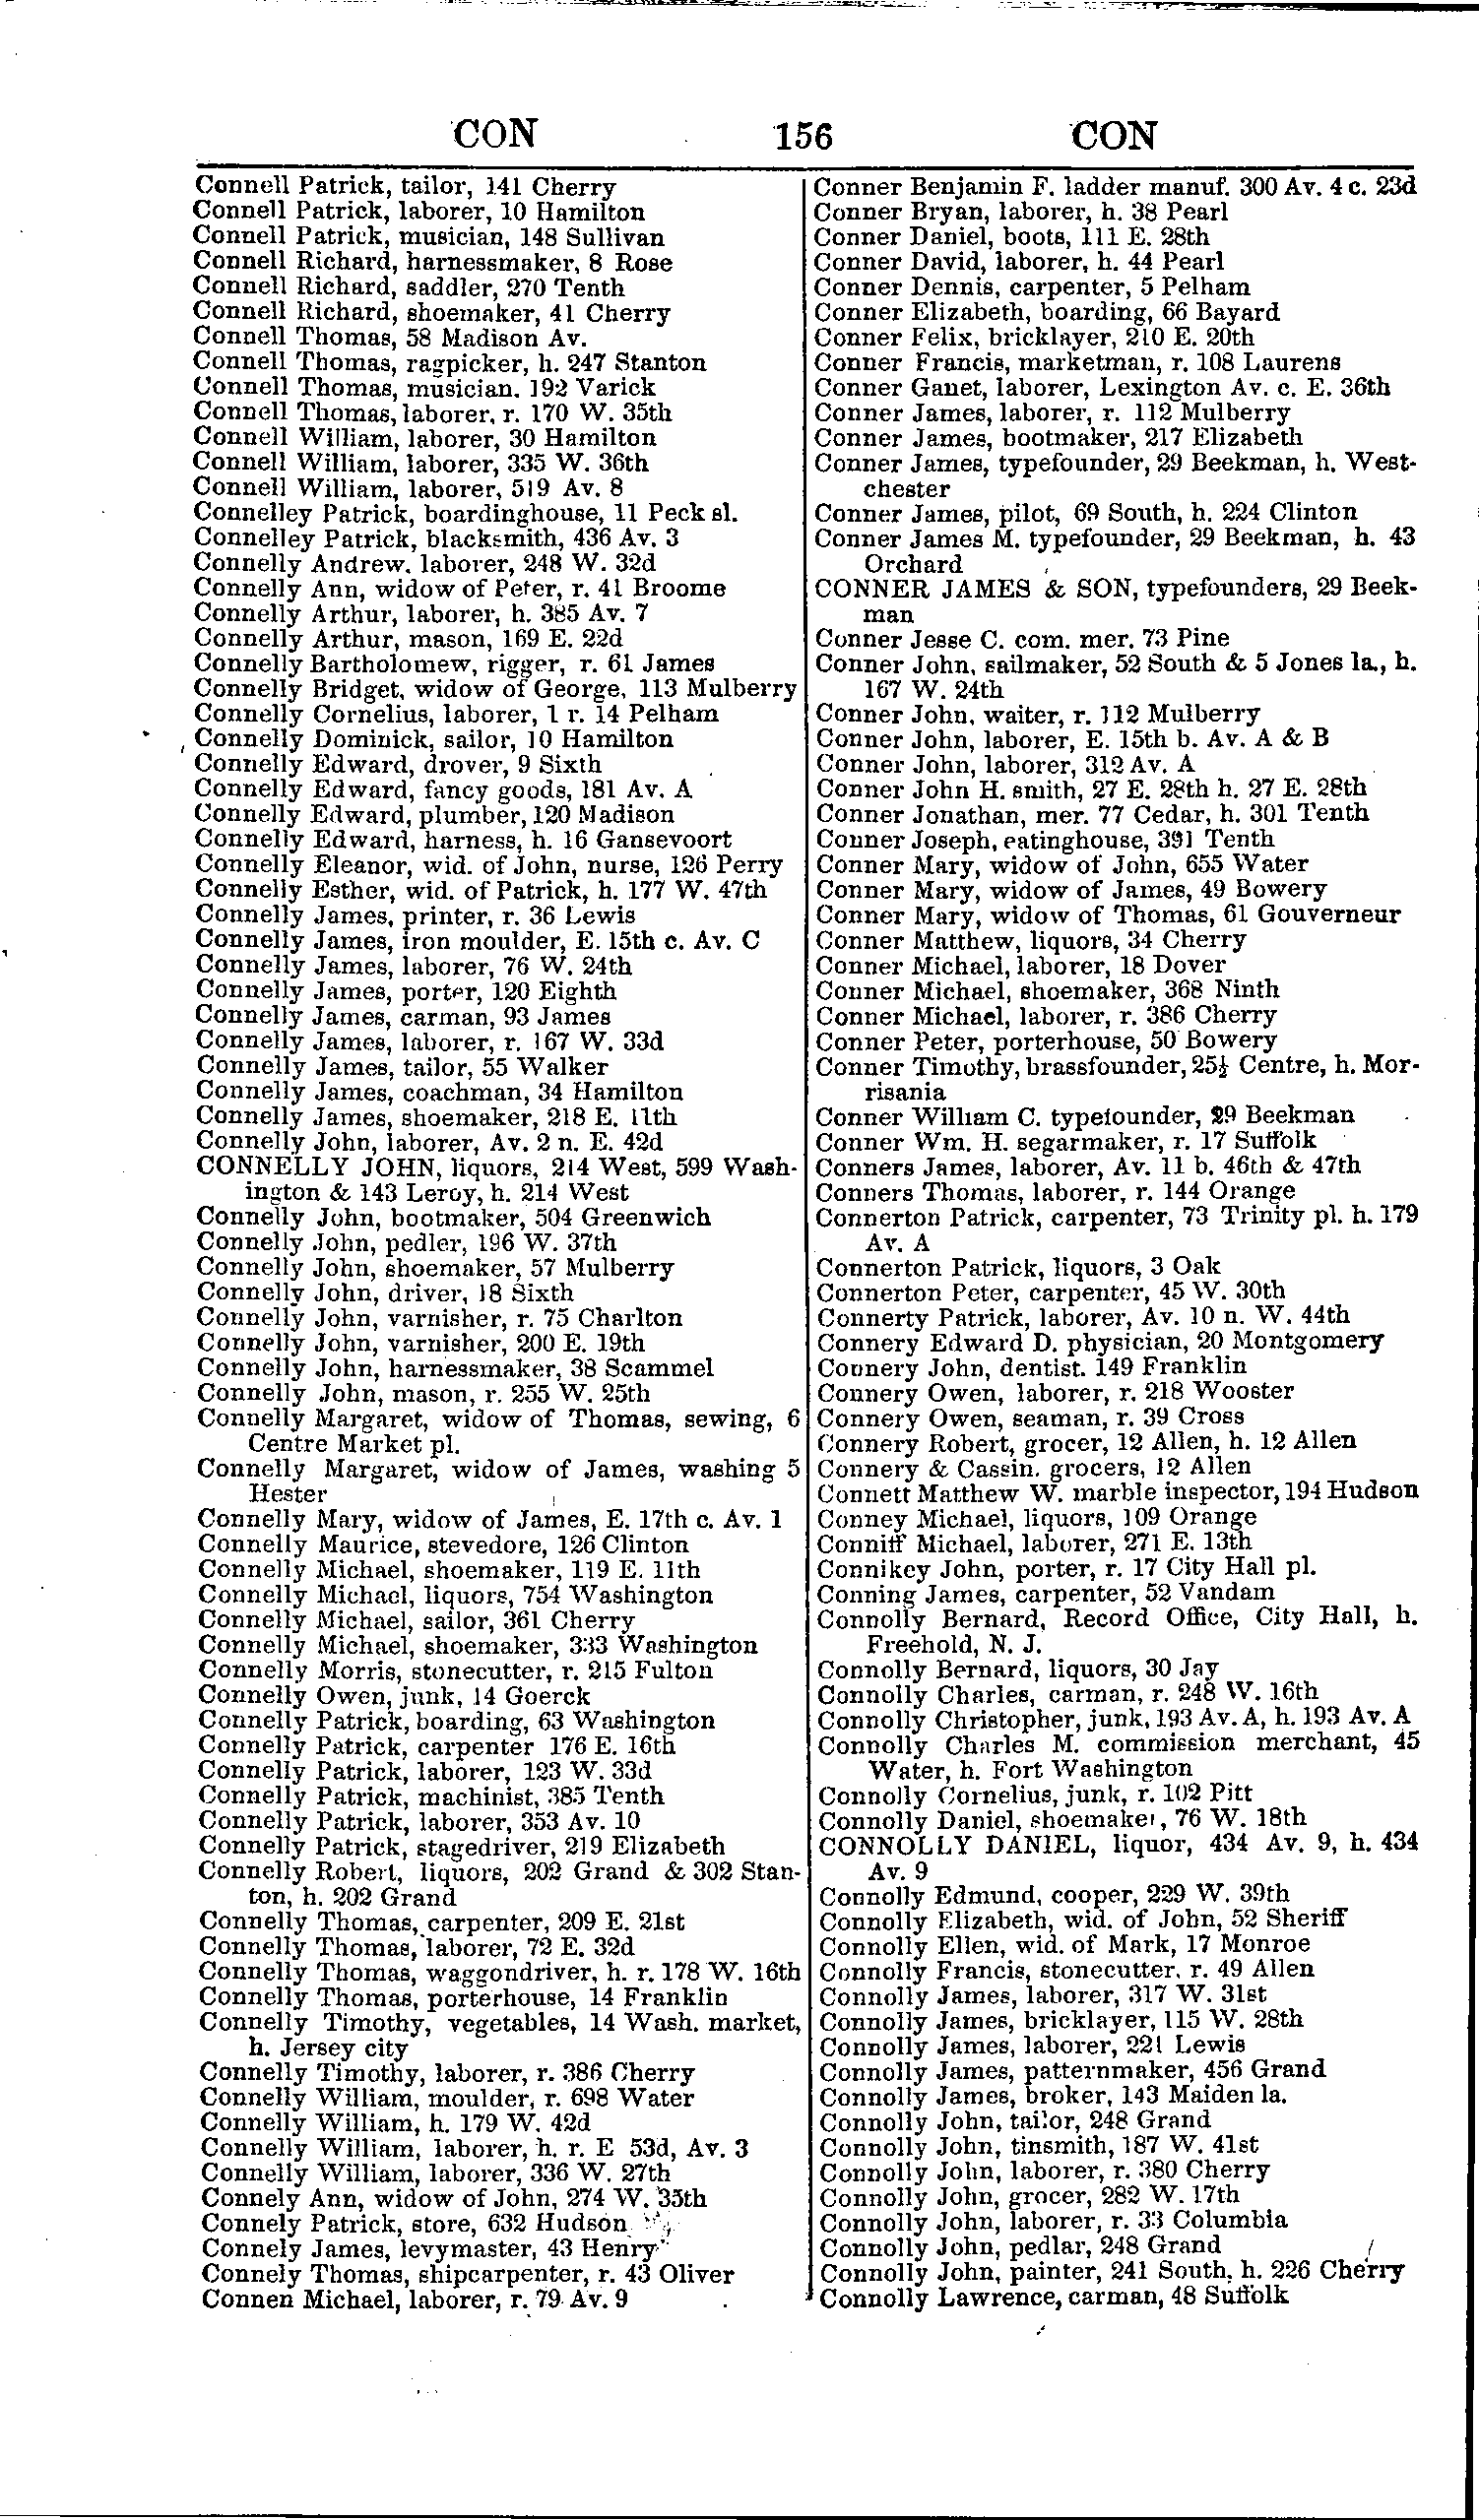 CON 156 CON
Connell Patrick, tailor, 141 Cherry
Connell Patrick, laborer, 10 Hamilton
Connell Patrick, musician, 148 Sullivan
Connell Richard, harnessmaker, 8 Rose
Connell Richard, saddler, 270 Tenth
Connell Richard, shoemaker, 41 Cherry
Connell Thomas, 58 Madison Av.
Connell Thomas, ragpicker, h. 247 Stanton
Connell Thomas, musician. 192 Varick
Connell Thomas, laborer, r. 170 W. 35th
Connell William, laborer, 30 Hamilton
Connell William, laborer, 335 W. 36th
Connell William, laborer, 519 Av. 8
Connelley Patrick, boardinghouse, 11 Peck sl.
Connelley Patrick, blacksmith, 436 Av. 3
Connelly Andrew. laborer, 248 W. 32d
Connelly Ann, widow of Peter, r. 41 Broome
Connelly Arthur, laborer, h. 385 Av. 7
Connelly Arthur, mason, 169 E. 22d
Connelly Bartholomew, rigger, r. 61 James
Connelly Bridget, widow of George, 113 Mulberry
Connelly Cornelius, laborer, 1 r. 14 Pelham
Connelly Dominick, sailor, 10 Hamilton
Connelly Edward, drover, 9 Sixth
Connelly Edward, fancy goods, 181 Av. A
Connelly Edward, plumber, 120 Madison
Connelly Edward, harness, h. 16 Gansevoort
Connelly Eleanor, wid. of John, nurse, 126 Perry
Connelly Esther, wid. of Patrick, h. 177 W. 47th
Connelly James, printer, r. 36 Lewis
Connelly James, iron moulder, E. 15th c. Av. C
Connelly James, laborer, 76 W. 24th
Connelly James, porter, 120 Eighth
Connelly James, carman, 93 James
Connelly James, laborer, r. 167 W. 33d
Connelly James, tailor, 55 Walker
Connelly James, coachman, 34 Hamilton
Connelly James, shoemaker, 218 E. 11th
Connelly John, laborer, Av. 2 n. E. 42d
CONNELLY JOHN, liquors, 214 West, 599 Wash-
ington & 143 Leroy, h. 214 West
Connelly John, bootmaker, 504 Greenwich
Connelly John, pedler, 196 W. 37th
Connelly John, shoemaker, 57 Mulberry
Connelly John, driver, 18 Sixth
Connelly John, varnisher, r. 75 Charlton
Connelly John, varnisher, 200 E. 19th
Connelly John, harnessmaker, 38 Scammel
Connelly John, mason, r. 255 W. 25th
Connelly Margaret, widow of Thomas, sewing, 6
Centre Market pl.
Connelly Margaret, widow of James, washing 5
Hester
Connelly Mary, widow of James, E. 17th c. Av. 1
Connelly Maurice, stevedore, 126 Clinton
Connelly Michael, shoemaker, 119 E. 11th
Connelly Michael, liquors, 754 Washington
Connelly Michael, sailor, 361 Cherry
Connelly Michael, shoemaker, 333 Washington
Connelly Morris, stonecutter, r. 215 Fulton
Connelly Owen, junk, 14 Goerck
Connelly Patrick, boarding, 63 Washington
Connelly Patrick, carpenter 176 E. 16th
Connelly Patrick, laborer, 123 W. 33d
Connelly Patrick, machinist, 385 Tenth
Connelly Patrick, laborer, 353 Av. 10
Connelly Patrick, stagedriver, 219 Elizabeth
Connelly Robert, liquors, 202 Grand & 302 Stan-
ton, h. 202 Grand
Connelly Thomas, carpenter, 209 E. 21st
Connelly Thomas, laborer, 72 E. 32d
Connelly Thomas, waggondriver, h. r. 178 W. 16th
Connelly Thomas, porterhouse, 14 Franklin
Connelly Timothy, vegetables, 14 Wash. market,
h. Jersey city
Connelly Timothy, laborer, r. 386 Cherry
Connelly William, moulder, r. 698 Water
Connelly William, h. 179 W. 42d
Connelly William, laborer, h. r. E 53d, Av. 3
Connelly William, laborer, 336 W. 27th
Connely Ann, widow of John, 274 W. 35th
Connely Patrick, store, 632 Hudson
Connely James, levymaster, 43 Henry
Connely Thomas, shipcarpenter, r. 43 Oliver
Connen Michael, laborer, r. 79 Av. 9
Conner Benjamin F. ladder manuf. 300 Av. 4 c. 23d
Conner Bryan, laborer, h. 38 Pearl
Conner Daniel, boots, 111 E. 28th
Conner David, laborer, h. 44 Pearl
Conner Dennis, carpenter, 5 Pelham
Conner Elizabeth, boarding, 66 Bayard
Conner Felix, bricklayer, 210 E. 20th
Conner Francis, marketman, r. 108 Laurens
Conner Ganet, laborer, Lexington Av. c. E. 36th
Conner James, laborer, r. 112 Mulberry
Conner James, bootmaker, 217 Elizabeth
Conner James, typefounder, 29 Beekman, h. West-
chester
Conner James, pilot, 69 South, h. 224 Clinton
Conner James M. typefounder, 29 Beekman, h. 43
Orchard
CONNER JAMES & SON, typefounders, 29 Beek-
man
Conner Jesse C. com. mer. 73 Pine
Conner John, sailmaker, 52 South & 5 Jones la., h.
167 W. 24th
Conner John, waiter, r. 112 Mulberry
Conner John, laborer, E. 15th b. Av. A & B
Conner John, laborer, 312 Av. A
Conner John H. smith, 27 E. 28th h. 27 E. 28th
Conner Jonathan, mer. 77 Cedar, h. 301 Tenth
Conner Joseph, eatinghouse, 391 Tenth
Conner Mary, widow of John, 655 Water
Conner Mary, widow of James, 49 Bowery
Conner Mary, widow of Thomas, 61 Gouverneur
Conner Matthew, liquors, 34 Cherry
Conner Michael, laborer, 18 Dover
Conner Michael, shoemaker, 368 Ninth
Conner Michael, laborer, r. 386 Cherry
Conner Peter, porterhouse, 50 Bowery
Conner Timothy, brassfounder, 25½ Centre, h. Mor-
risania
Conner William C. typefounder, 29 Beekman
Conner Wm. H. segarmaker, r. 17 Suffolk
Conners James, laborer, Av. 11 b. 46th & 47th
Conners Thomas, laborer, r. 144 Orange
Connerton Patrick, carpenter, 73 Trinity pl. h. 179
Av. A
Connerton Patrick, liquors, 3 Oak
Connerton Peter, carpenter, 45 W. 30th
Connerty Patrick, laborer, Av. 10 n. W. 44th
Connery Edward D. physician, 20 Montgomery
Connery John, dentist. 149 Franklin
Connery Owen, laborer, r. 218 Wooster
Connery Owen, seaman, r. 39 Cross
Connery Robert, grocer, 12 Allen, h. 12 Allen
Connery & Cassin. grocers, 12 Allen
Connett Matthew W. marble inspector, 194 Hudson
Conney Michael, liquors, 109 Orange
Conniff Michael, laborer, 271 E. 13th
Connikey John, porter, r. 17 City Hall pl.
Conning James, carpenter, 52 Vandam
Connolly Bernard, Record Office, City Hall, h.
Freehold, N. J.
Connolly Bernard, liquors, 30 Jay
Connolly Charles, carman, r. 248 W. 16th
Connolly Christopher, junk, 193 Av. A, h. 193 Av. A
Connolly Charles M. commission merchant, 45
Water, h. Fort Washington
Connolly Cornelius, junk, r. 102 Pitt
Connolly Daniel, shoemaker, 76 W. 18th
CONNOLLY DANIEL, liquor, 434 Av. 9, h. 434
Av. 9
Connolly Edmund, cooper, 229 W. 39th
Connolly Elizabeth, wid. of John, 52 Sheriff
Connolly Ellen, wid. of Mark, 17 Monroe
Connolly Francis, stonecutter. r. 49 Allen
Connolly James, laborer, 317 W. 31st
Connolly James, bricklayer, 115 W. 28th
Connolly James, laborer, 221 Lewis
Connolly James, patternmaker, 456 Grand
Connolly James, broker, 143 Maiden la.
Connolly John, tailor, 248 Grand
Connolly John, tinsmith, 187 W. 41st
Connolly John, laborer, r. 380 Cherry
Connolly John, grocer, 282 W. 17th
Connolly John, laborer, r. 33 Columbia
Connolly John, pedlar, 248 Grand
Connolly John, painter, 241 South, h. 226 Cherry
Connolly Lawrence, carman, 48 Suffolk